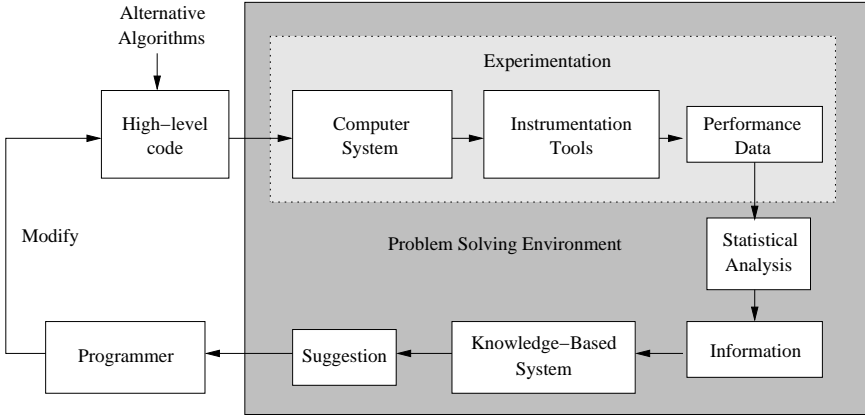 Alternative
Algorithms
Experimentation
High−level
code
Computer
System
Instrumentation
Tools
Performance
Data
Modify
Problem Solving Environment
Statistical
Analysis
Programmer
Suggestion
Knowledge−Based
System
Information